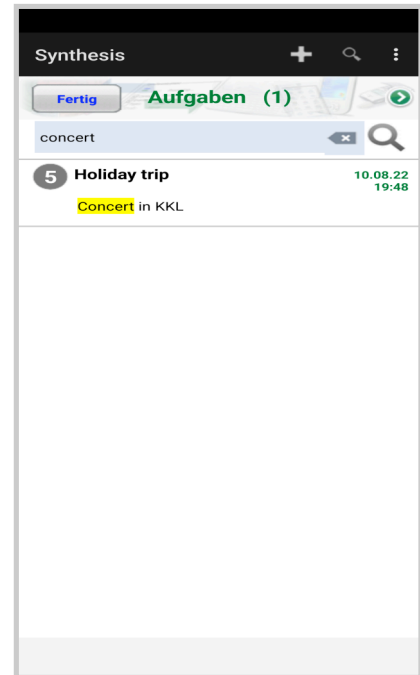 Synthesis
Fertig Aufgaben (1)
concert
5 Holiday trip 10.08.22
19:48
Concert in KKL